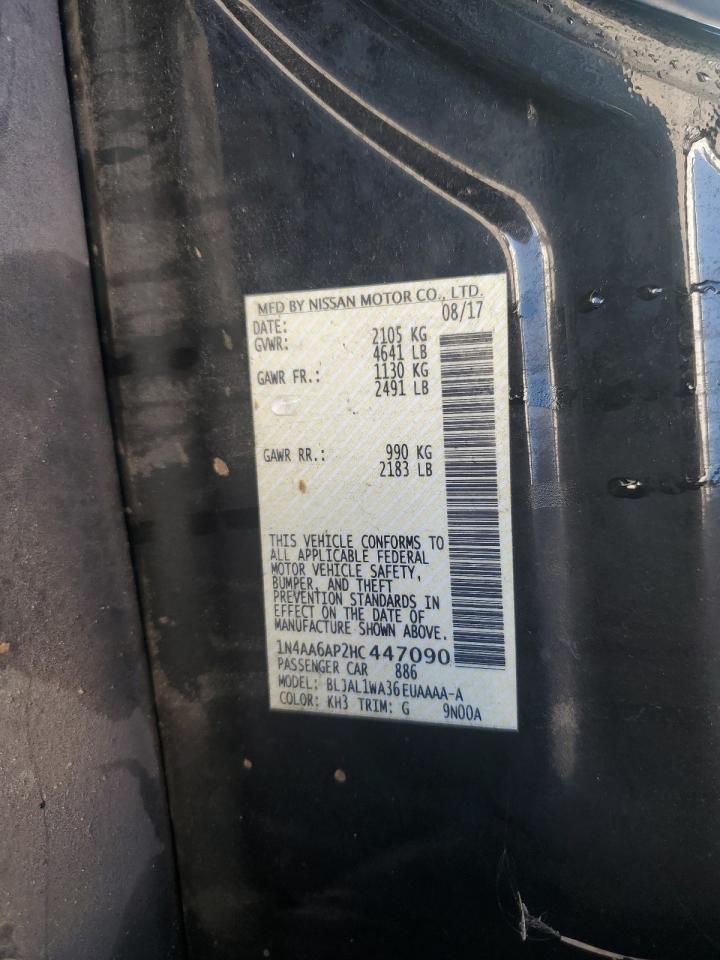 MFD BY NISSAN MOTOR CO., LTD.
DATE: 08/17
GVWR: 2105 KG
4641 LB
GAWR FR.: 1130 KG
2491 LB
GAWR RR.: 990 KG
2183 LB
THIS VEHICLE CONFORMS TO
ALL APPLICABLE FEDERAL
MOTOR VEHICLE SAFETY,
BUMPER, AND THEFT
PREVENTION STANDARDS IN
EFFECT ON THE DATE OF
MANUFACTURE SHOWN ABOVE.
1N4AA6AP2HC447090
PASSENGER CAR 886
MODEL: BLJAL1WA36EUAAAA-A
COLOR: KH3 TRIM: G 9N00A